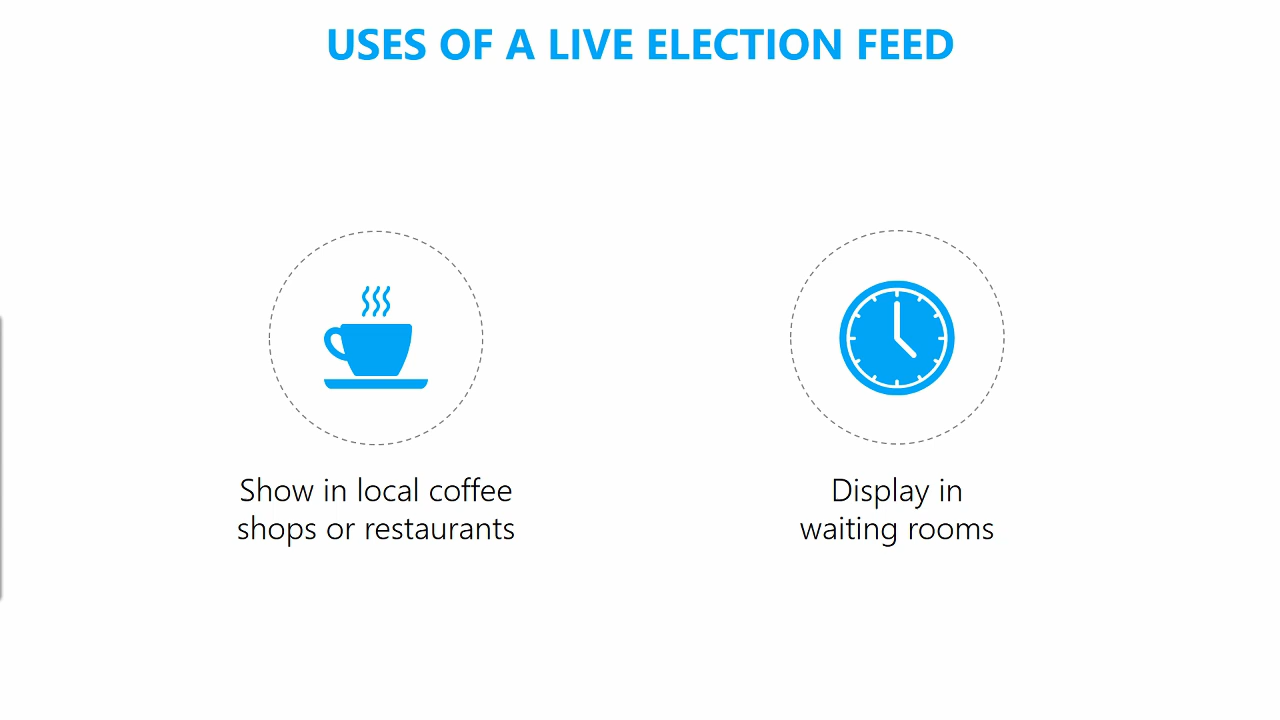 USES OF A LIVE ELECTION FEED
Show in local coffee
shops or restaurants
Display in
waiting rooms